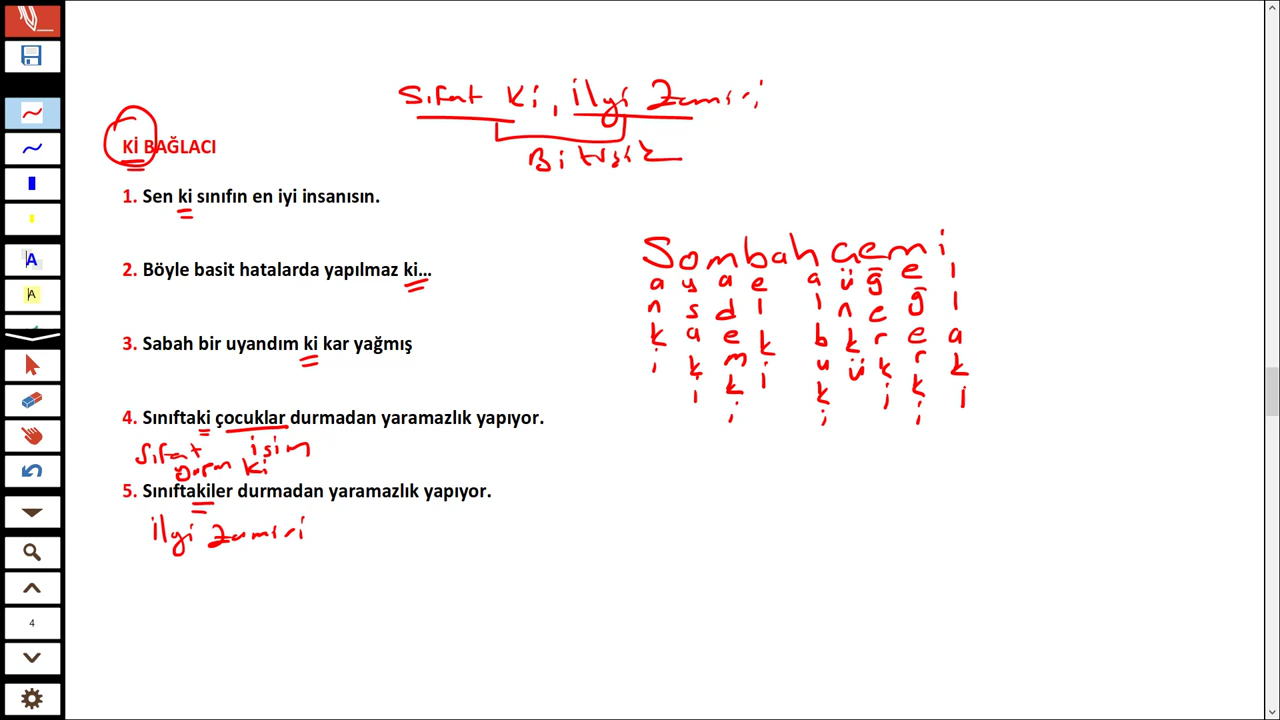 Sıfat Ki, İlgi Zamiri
Bitişik
Kİ BAĞLACI
1. Sen ki sınıfın en iyi insanısın.
2. Böyle basit hatalarda yapılmaz ki...
3. Sabah bir uyandım ki kar yağmış
4. Sınıftaki çocuklar durmadan yaramazlık yapıyor.
Sıfat isim
yapan ki
5. Sınıftakiler durmadan yaramazlık yapıyor.
İlgi Zamiri
Sombahçemi
a y a e a ü ğ e l
n s d l l n e ğ l
k a e k b k r e a
i k m i u ü k r k
i k k i k i
i i i
A
A
4